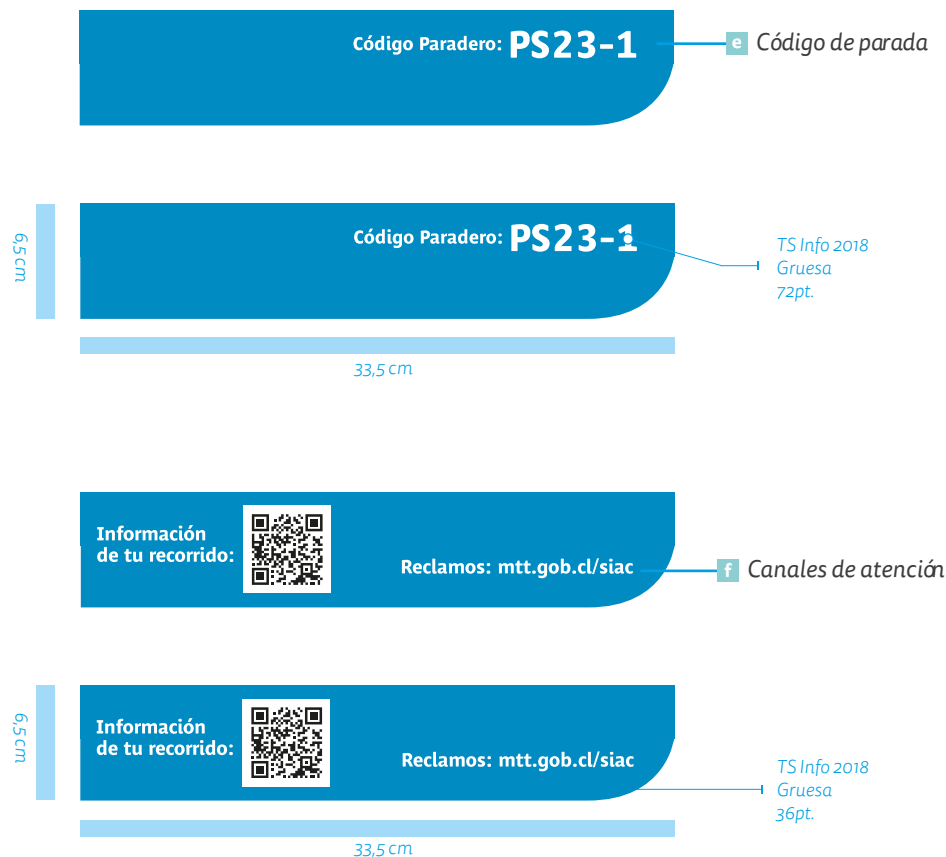 Código Paradero: PS23-1
e Código de parada
Código Paradero: PS23-1
6,5 cm
TS Info 2018
Gruesa
72pt.
33,5 cm
Información
de tu recorrido:
Reclamos: mtt.gob.cl/siac
f Canales de atención
Información
de tu recorrido:
Reclamos: mtt.gob.cl/siac
6,5 cm
TS Info 2018
Gruesa
36pt.
33,5 cm